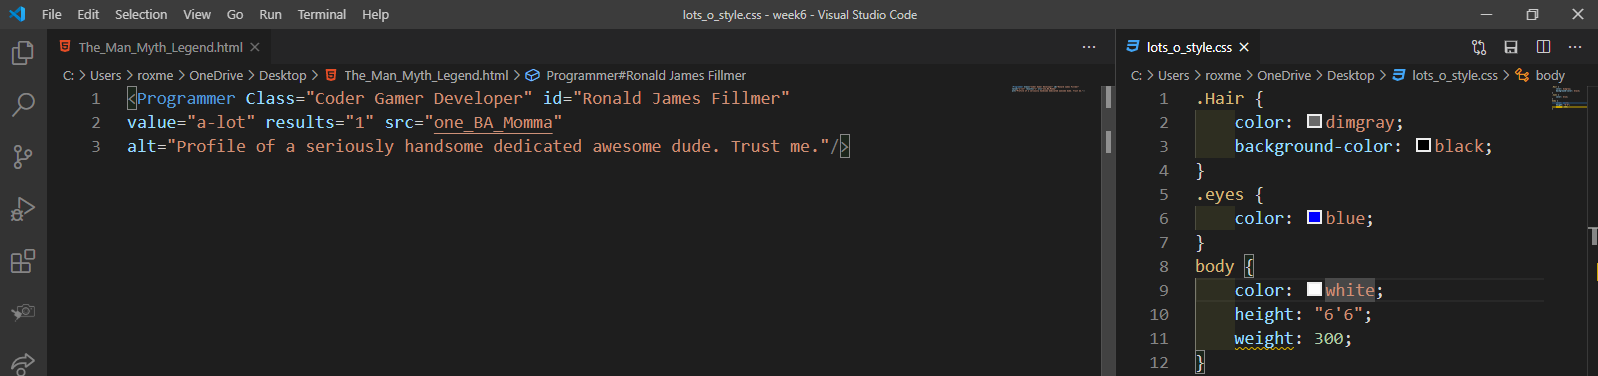 File Edit Selection View Go Run Terminal Help
lots_o_style.css - week6 - Visual Studio Code
The_Man_Myth_Legend.html
C: > Users > roxme > OneDrive > Desktop > The_Man_Myth_Legend.html > Programmer#Ronald James Fillmer
1 <Programmer Class="Coder Gamer Developer" id="Ronald James Fillmer"
2 value="a-lot" results="1" src="one_BA_Momma"
3 alt="Profile of a seriously handsome dedicated awesome dude. Trust me."/>
lots_o_style.css
C: > Users > roxme > OneDrive > Desktop > lots_o_style.css > body
1 .Hair {
2 color: dimgray;
3 background-color: black;
4 }
5 .eyes {
6 color: blue;
7 }
8 body {
9 color: white;
10 height: "6'6";
11 weight: 300;
12 }